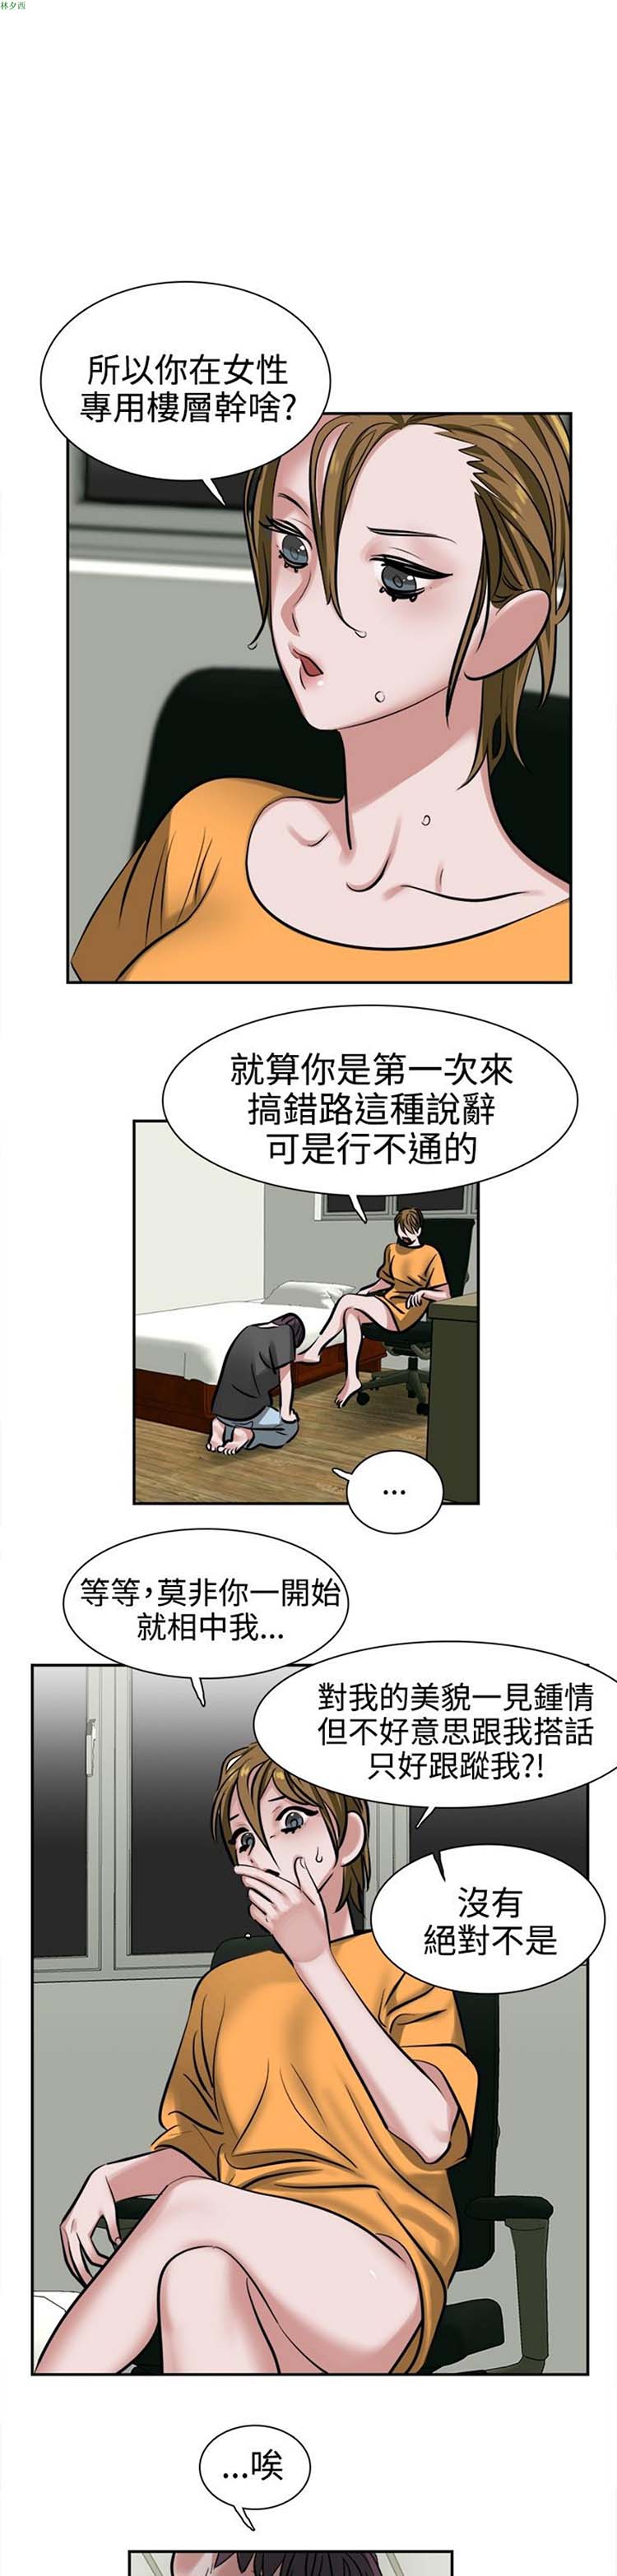 林夕西
所以你在女性
專用樓層幹啥?
就算你是第一次來
搞錯路這種說辭
可是行不通的
...
等等，莫非你一開始
就相中我...
對我的美貌一見鍾情
但不好意思跟我搭話
只好跟蹤我?!
沒有
絕對不是
...唉